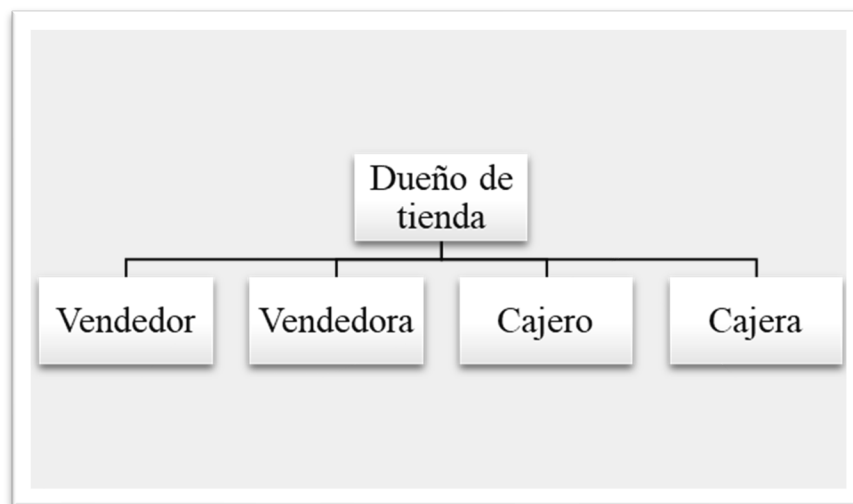 Dueño de
tienda
Vendedor
Vendedora
Cajero
Cajera